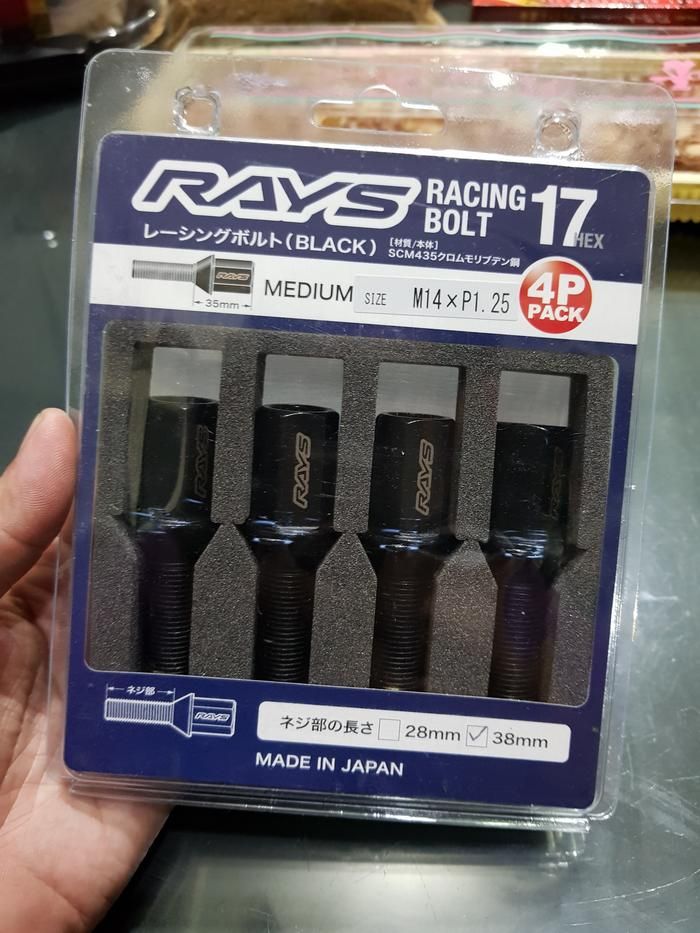 RAYS RACING BOLT 17HEX
レーシングボルト(BLACK)
[材質/本体]
SCM435クロムモリブデン鋼
RAYS
35mm
MEDIUM SIZE M14×P1.25
4P
PACK
RAYS
RAYS
RAYS
RAYS
ネジ部
RAYS
ネジ部の長さ 28mm ✓ 38mm
MADE IN JAPAN